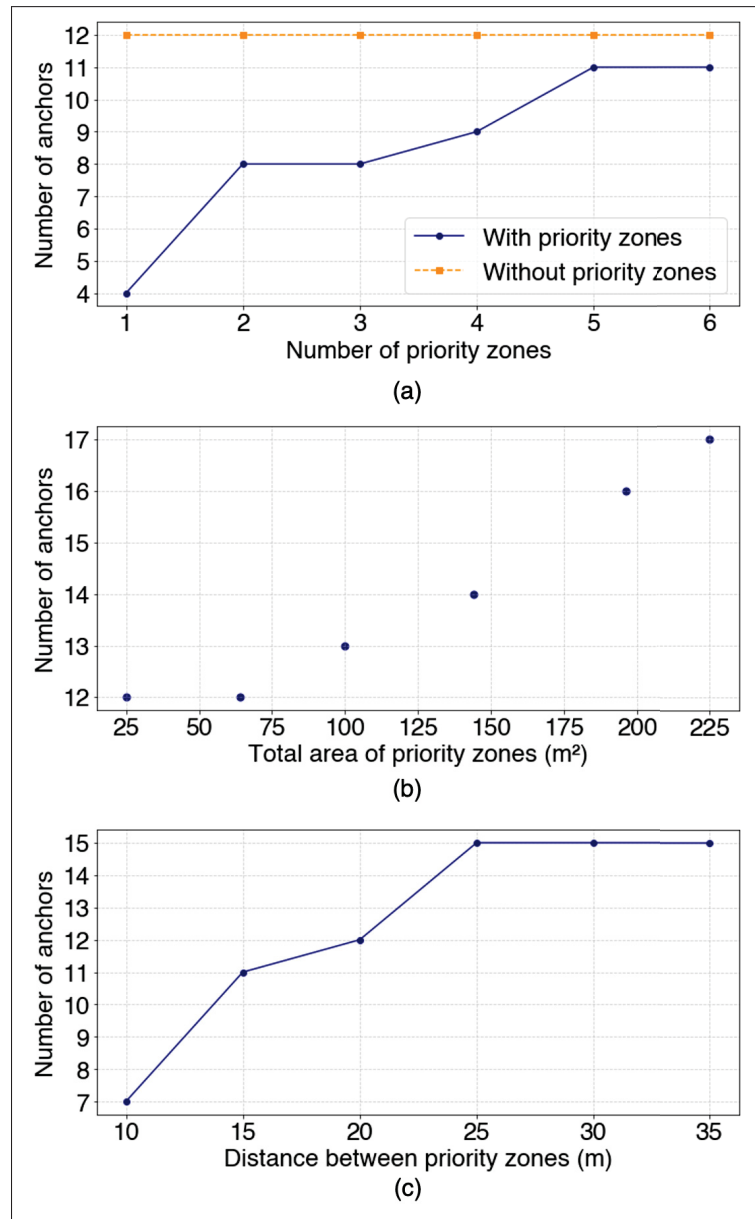 12
11
10
9
8
7
6
5
4
Number of anchors
With priority zones
Without priority zones
1 2 3 4 5 6
Number of priority zones
(a)
17
16
15
14
13
12
Number of anchors
25 50 75 100 125 150 175 200 225
Total area of priority zones (m²)
(b)
15
14
13
12
11
10
9
8
7
Number of anchors
10 15 20 25 30 35
Distance between priority zones (m)
(c)